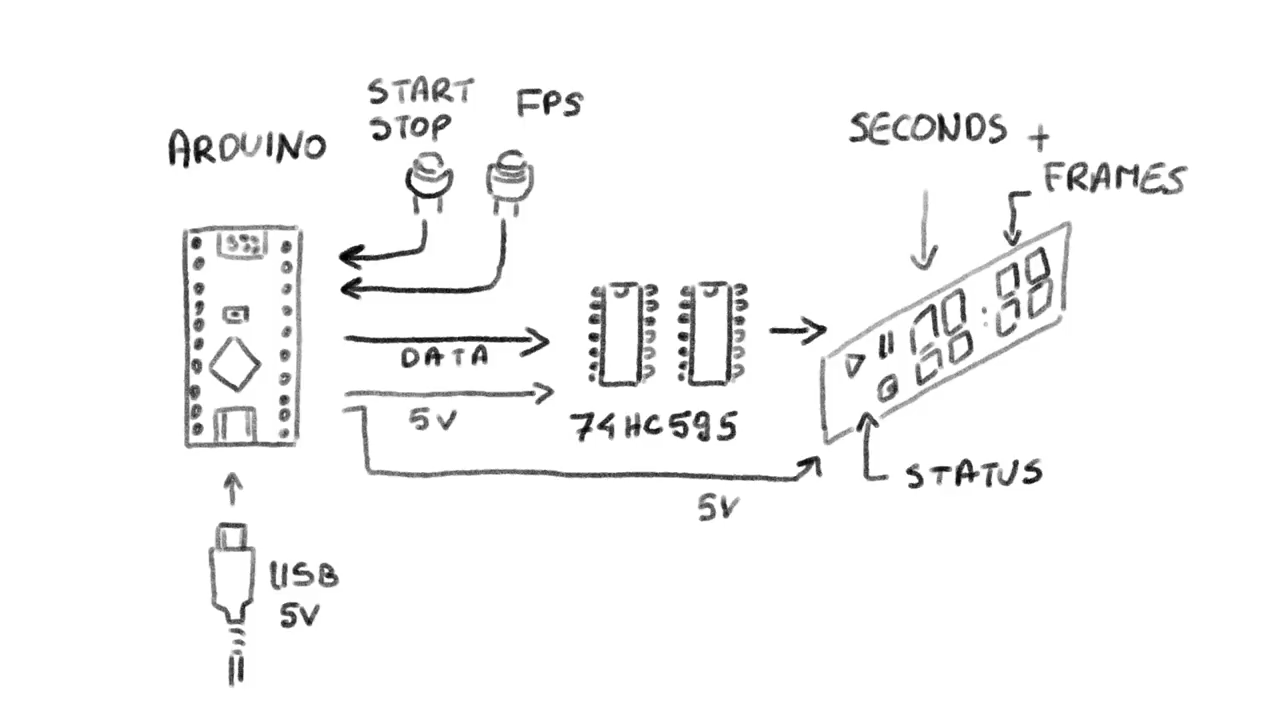 START
STOP
FPS
ARDUINO
SECONDS +
FRAMES
DATA
5V
74HC595
5V
STATUS
USB
5V